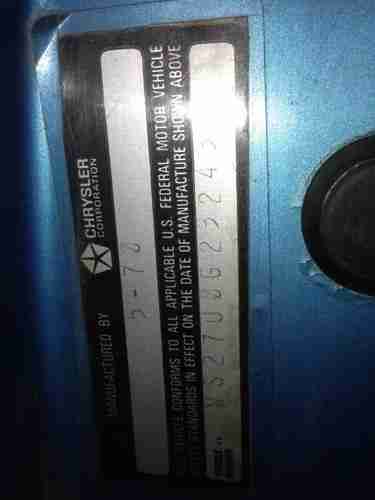 MANUFACTURED BY CHRYSLER CORPORATION
5-70
THIS VEHICLE CONFORMS TO ALL APPLICABLE U.S. FEDERAL MOTOR VEHICLE
SAFETY STANDARDS IN EFFECT ON THE DATE OF MANUFACTURE SHOWN ABOVE